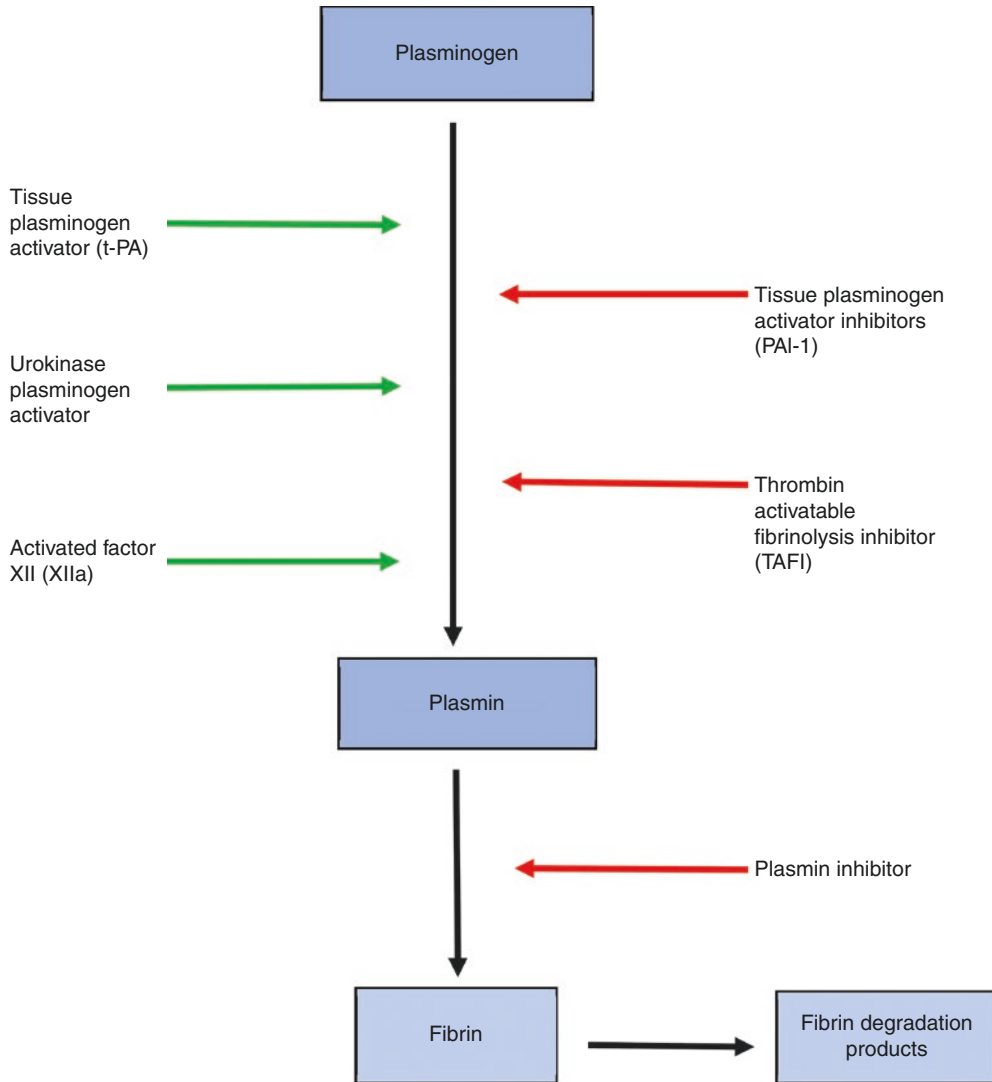 Plasminogen
Tissue
plasminogen
activator (t-PA)
Tissue plasminogen
activator inhibitors
(PAI-1)
Urokinase
plasminogen
activator
Thrombin
activatable
fibrinolysis inhibitor
(TAFI)
Activated factor
XII (XIIa)
Plasmin
Plasmin inhibitor
Fibrin
Fibrin degradation
products